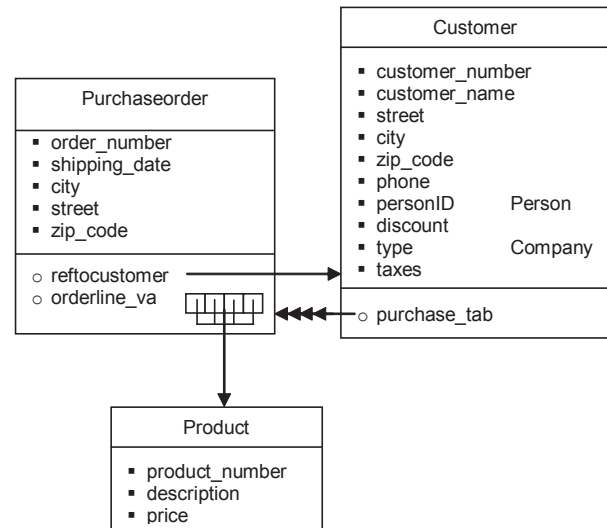 Customer
customer_number
customer_name
street
city
zip_code
phone
personID Person
discount
type Company
taxes
purchase_tab
Purchaseorder
order_number
shipping_date
city
street
zip_code
reftocustomer
orderline_va
Product
product_number
description
price